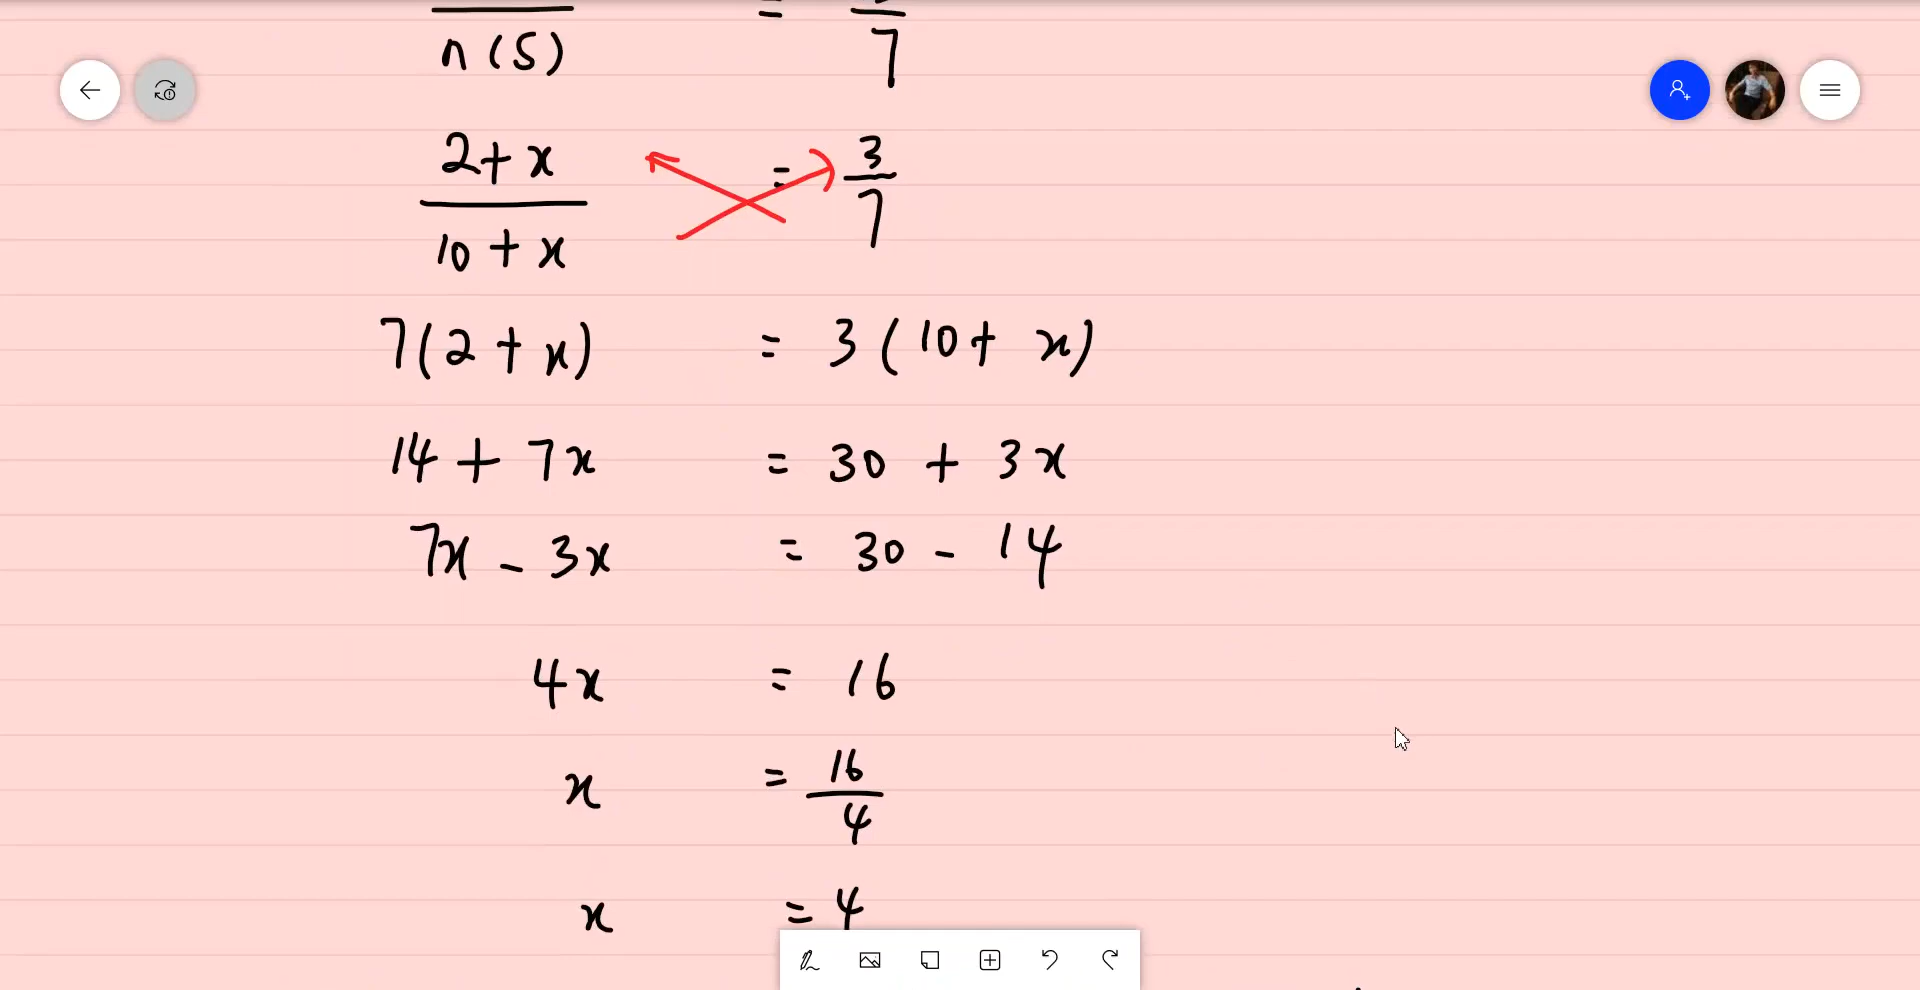 n(S) = /7
(2+x)/(10+x) = 3/7
7(2+x) = 3(10+x)
14+7x = 30+3x
7x-3x = 30-14
4x = 16
x = 16/4
x = 4